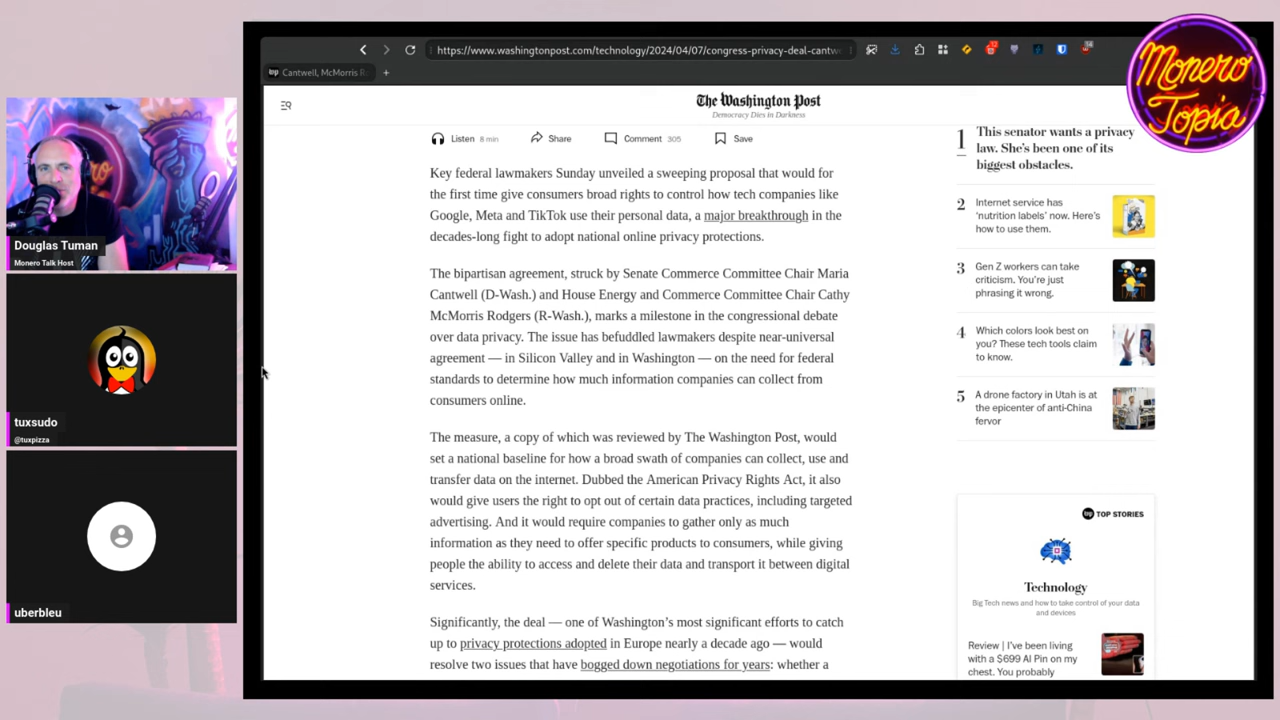 https://www.washingtonpost.com/technology/2024/04/07/congress-privacy-deal-cantw
Cantwell, McMorris R
Monero
Topia
The Washington Post
Democracy Dies in Darkness
Listen 8 min
Share
Comment 305
Save
Key federal lawmakers Sunday unveiled a sweeping proposal that would for
the first time give consumers broad rights to control how tech companies like
Google, Meta and TikTok use their personal data, a major breakthrough in the
decades-long fight to adopt national online privacy protections.
The bipartisan agreement, struck by Senate Commerce Committee Chair Maria
Cantwell (D-Wash.) and House Energy and Commerce Committee Chair Cathy
McMorris Rodgers (R-Wash.), marks a milestone in the congressional debate
over data privacy. The issue has befuddled lawmakers despite near-universal
agreement — in Silicon Valley and in Washington — on the need for federal
standards to determine how much information companies can collect from
consumers online.
The measure, a copy of which was reviewed by The Washington Post, would
set a national baseline for how a broad swath of companies can collect, use and
transfer data on the internet. Dubbed the American Privacy Rights Act, it also
would give users the right to opt out of certain data practices, including targeted
advertising. And it would require companies to gather only as much
information as they need to offer specific products to consumers, while giving
people the ability to access and delete their data and transport it between digital
services.
Significantly, the deal — one of Washington's most significant efforts to catch
up to privacy protections adopted in Europe nearly a decade ago — would
resolve two issues that have bogged down negotiations for years: whether a
1 This senator wants a privacy
law. She's been one of its
biggest obstacles.
2 Internet service has
'nutrition labels' now. Here's
how to use them.
3 Gen Z workers can take
criticism. You're just
phrasing it wrong.
4 Which colors look best on
you? These tech tools claim
to know.
5 A drone factory in Utah is at
the epicenter of anti-China
fervor
TOP STORIES
Technology
Big Tech news and how to take control of your data
and devices
Review | I've been living
with a $699 AI Pin on my
chest. You probably
Douglas Tuman
Monero Talk Host
tuxsudo
@tuxpizza
uberbleu